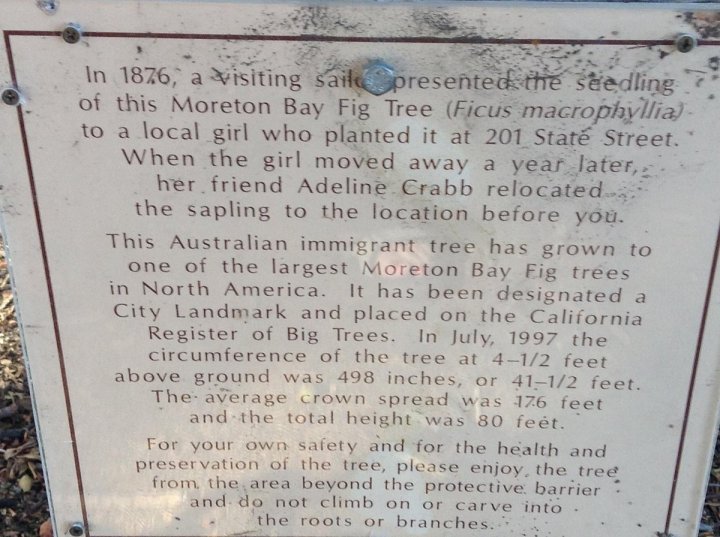 In 1876, a visiting sailor presented the seedling
of this Moreton Bay Fig Tree (Ficus macrophyllia)
to a local girl who planted it at 201 State Street.
When the girl moved away a year later,
her friend Adeline Crabb relocated
the sapling to the location before you.
This Australian immigrant tree has grown to
one of the largest Moreton Bay Fig trees
in North America. It has been designated a
City Landmark and placed on the California
Register of Big Trees. In July, 1997 the
circumference of the tree at 4–1/2 feet
above ground was 498 inches, or 41–1/2 feet.
The average crown spread was 176 feet
and the total height was 80 feet.
For your own safety and for the health and
preservation of the tree, please enjoy the tree
from the area beyond the protective barrier
and do not climb on or carve into
the roots or branches.